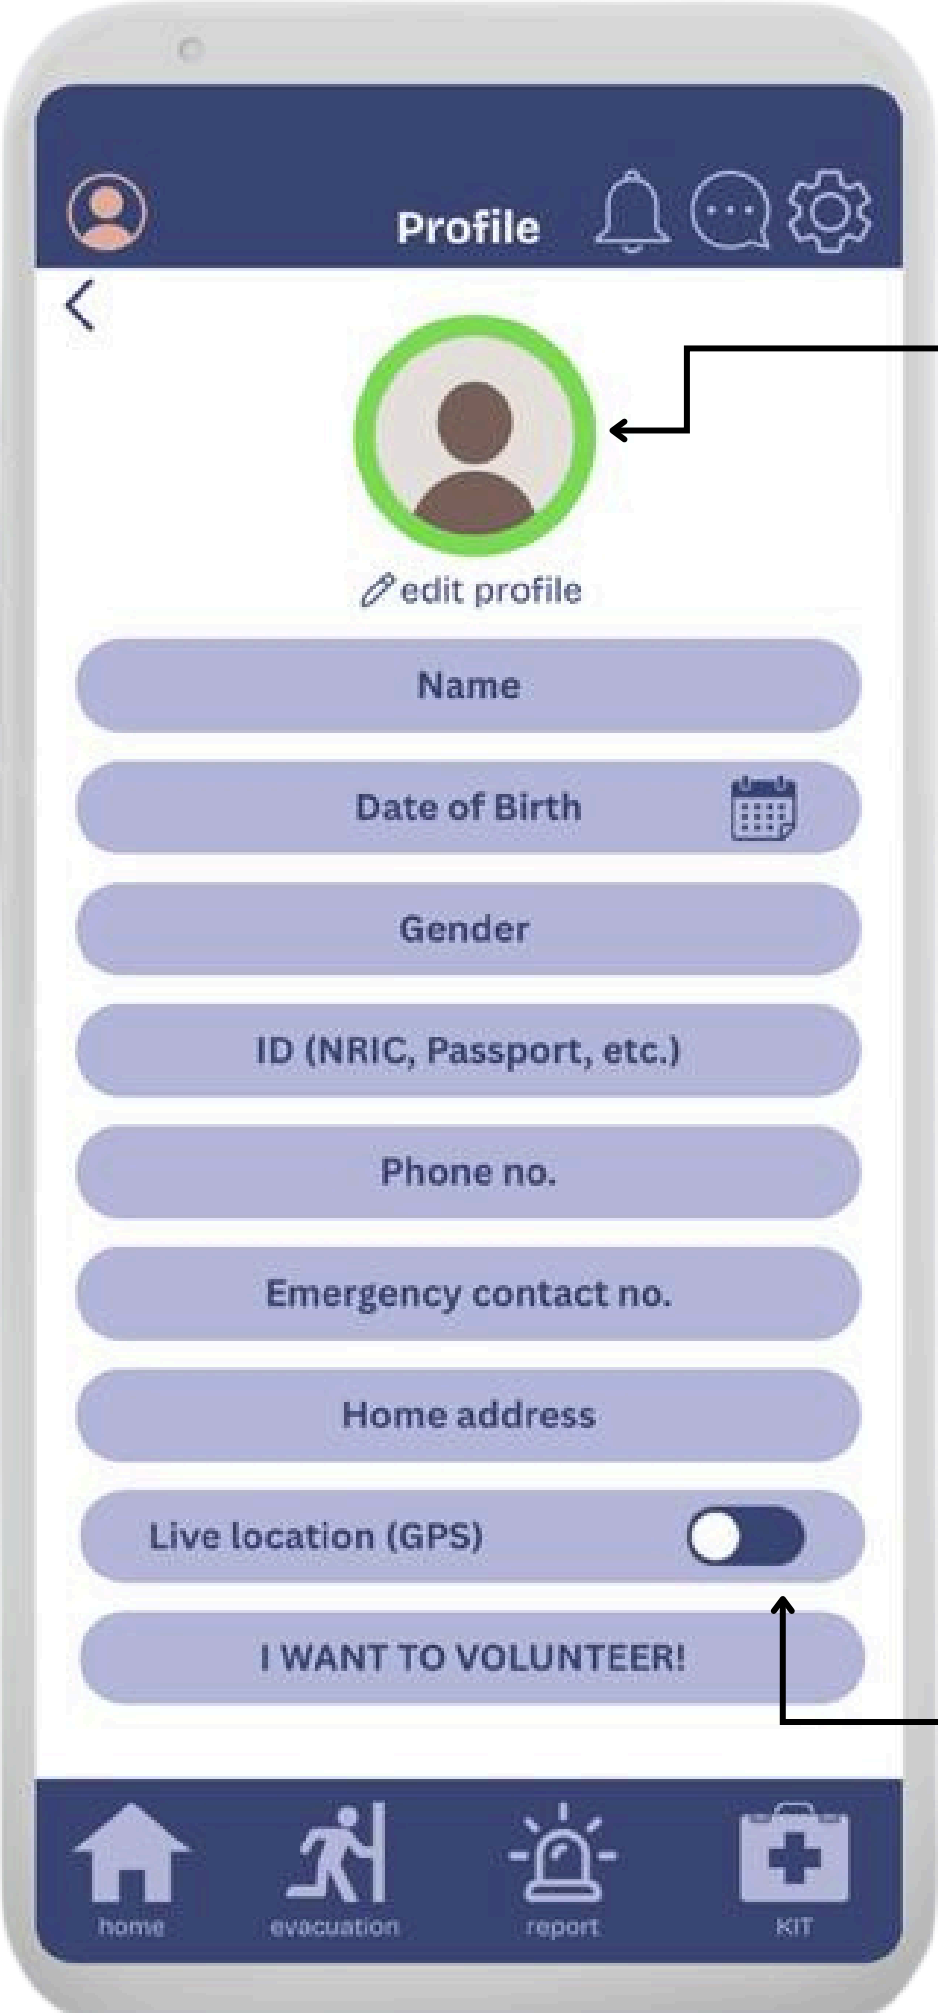 Profile
edit profile
Name
Date of Birth
Gender
ID (NRIC, Passport, etc.)
Phone no.
Emergency contact no.
Home address
Live location (GPS)
I WANT TO VOLUNTEER!
home
evacuation
report
KIT